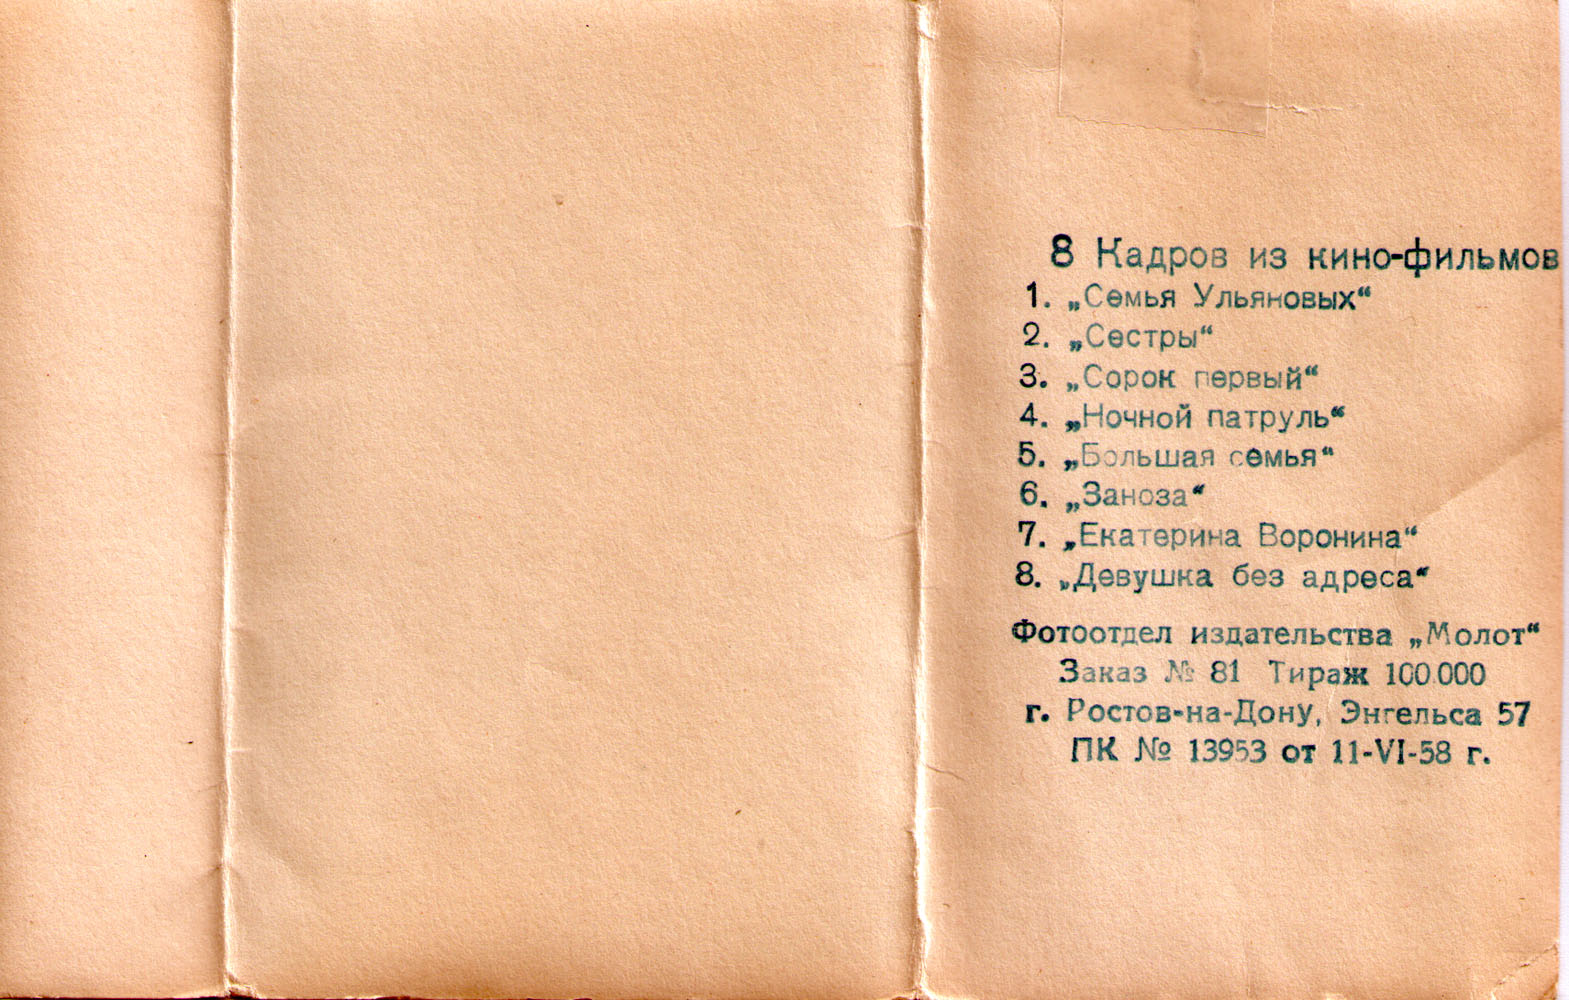 8 Кадров из кино-фильмов
1. „Семья Ульяновых“
2. „Сестры“
3. „Сорок первый“
4. „Ночной патруль“
5. „Большая семья“
6. „Заноза“
7. „Екатерина Воронина“
8. „Девушка без адреса“
Фотоотдел издательства „Молот“
Заказ № 81 Тираж 100.000
г. Ростов-на-Дону, Энгельса 57
ПК № 13953 от 11-VI-58 г.